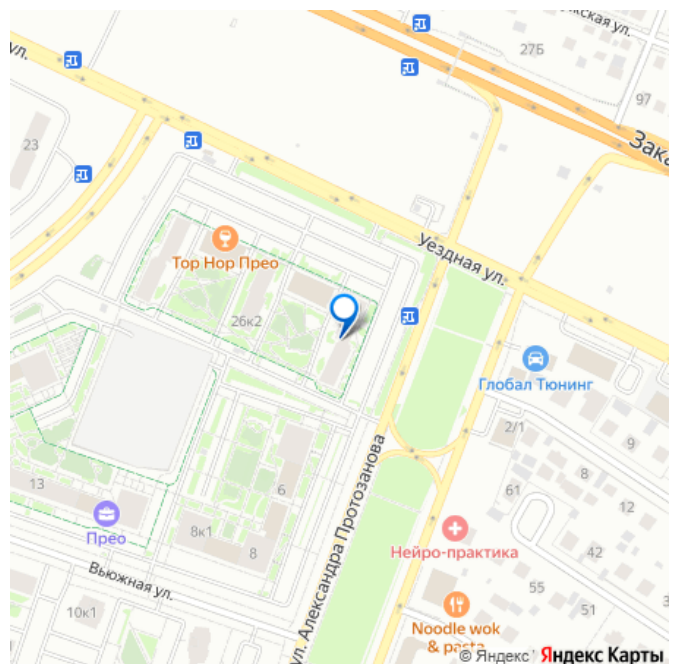 ул.
27Б
97
Зака
23
Уездная ул.
Top Hop Прео
26к2
Глобал Тюнинг
2/1
9
8
61
12
13
6
Прео
8к1
8
ул. Александра Протозанова
Нейро-практика
42
Вьюжная ул.
55
51
3
10к1
Noodle wok
& pasta
© Яндекс Яндекс Карты